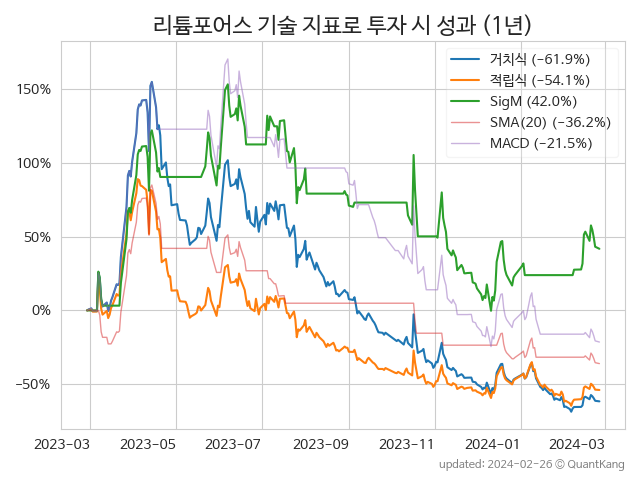 리튬포어스 기술 지표로 투자 시 성과 (1년)
거치식 (−61.9%)
적립식 (−54.1%)
SigM (42.0%)
SMA(20) (−36.2%)
MACD (−21.5%)
150%
100%
50%
0%
−50%
2023−03
2023−05
2023−07
2023−09
2023−11
2024−01
2024−03
updated: 2024−02−26 © QuantKang